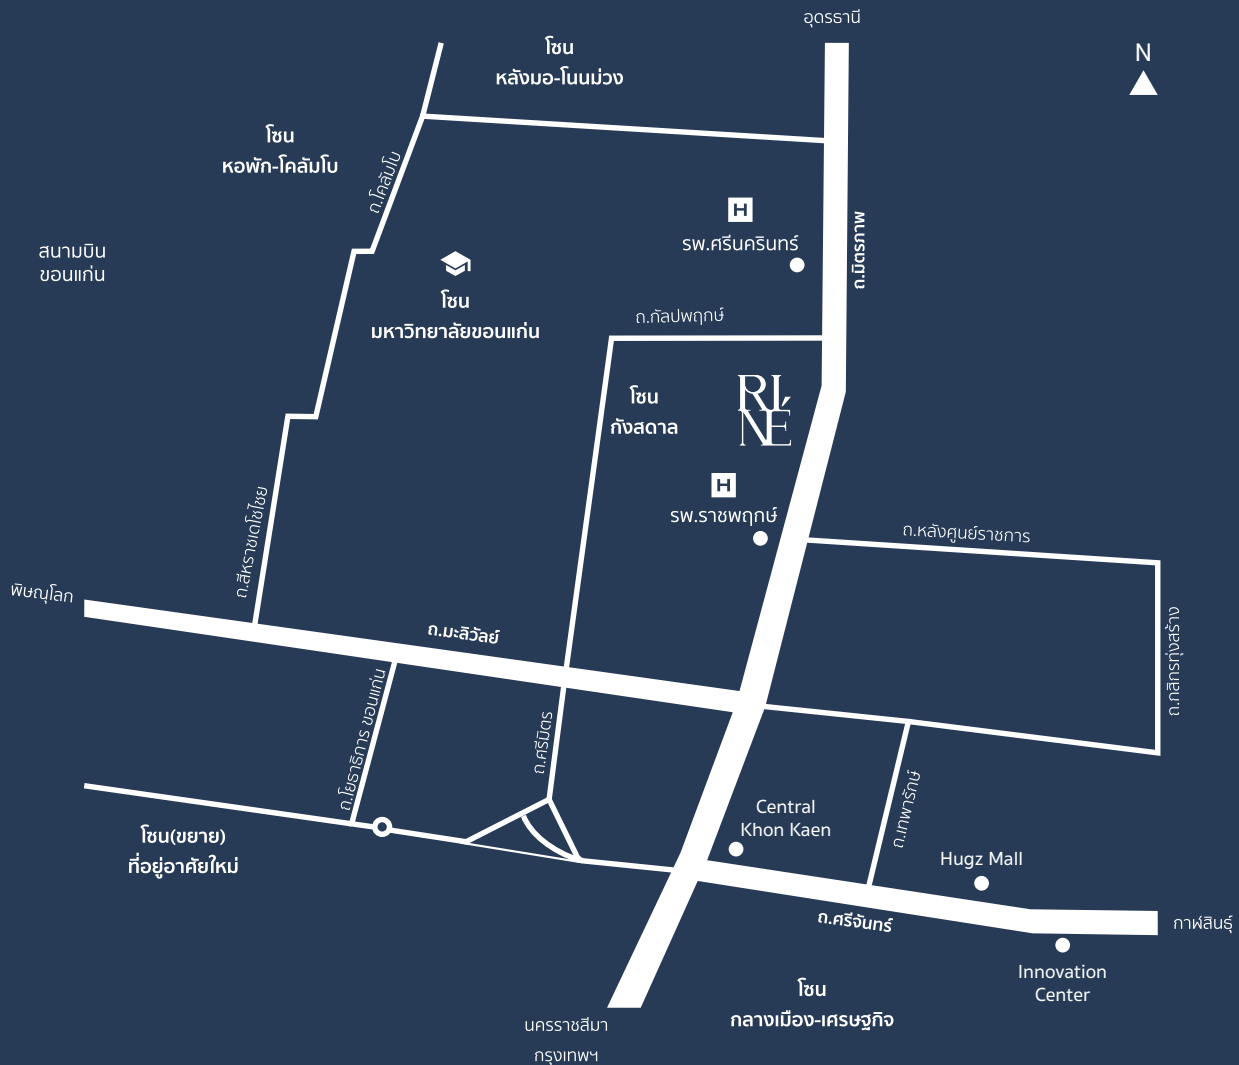 อุดรธานี
โซน
หลังมอ-โนนม่วง
N
โซน
หอพัก-โคลัมโบ
ถ.โคลัมโบ
H
รพ.ศรีนครินทร์
ถ.มิตรภาพ
สนามบิน
ขอนแก่น
โซน
มหาวิทยาลัยขอนแก่น
ถ.กัลปพฤกษ์
โซน
กังสดาล
RI
NÉ
H
รพ.ราชพฤกษ์
ถ.หลังศูนย์ราชการ
ถ.สีหราชเดโชไชย
พิษณุโลก
ถ.มะลิวัลย์
ถ.กสิกรทุ่งสร้าง
ถ.โยธาธิการ ขอนแก่น
ถ.ศรีมิตร
ถ.เทพารักษ์
Central
Khon Kaen
โซน(ขยาย)
ที่อยู่อาศัยใหม่
Hugz Mall
ถ.ศรีจันทร์
กาฬสินธุ์
Innovation
Center
โซน
กลางเมือง-เศรษฐกิจ
นครราชสีมา
กรุงเทพฯ